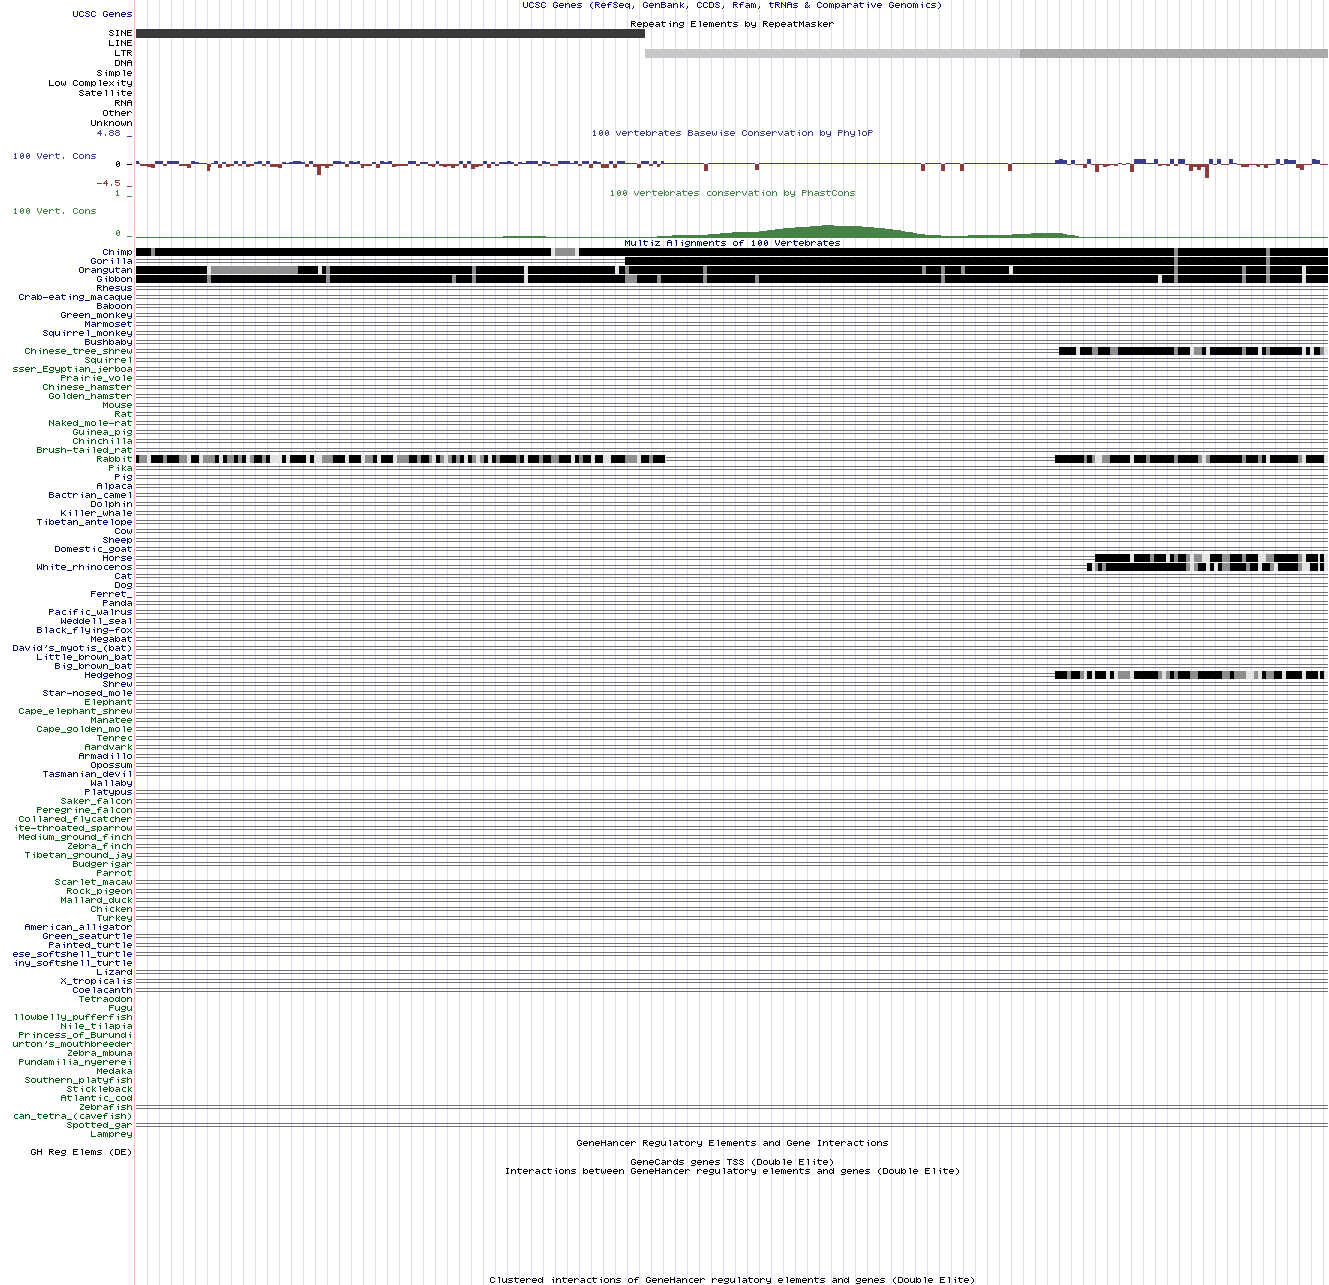 UCSC Genes (RefSeq, GenBank, CCDS, Rfam, tRNAs & Comparative Genomics)
UCSC Genes
Repeating Elements by RepeatMasker
SINE
LINE
LTR
DNA
Simple
Low Complexity
Satellite
RNA
Other
Unknown
4.88 _
100 vertebrates Basewise Conservation by PhyloP
100 Vert. Cons
0 _
-4.5 _
1 _
100 vertebrates conservation by PhastCons
100 Vert. Cons
0 _
Multiz Alignments of 100 Vertebrates
Chimp
Gorilla
Orangutan
Gibbon
Rhesus
Crab-eating_macaque
Baboon
Green_monkey
Marmoset
Squirrel_monkey
Bushbaby
Chinese_tree_shrew
Squirrel
sser_Egyptian_jerboa
Prairie_vole
Chinese_hamster
Golden_hamster
Mouse
Rat
Naked_mole-rat
Guinea_pig
Chinchilla
Brush-tailed_rat
Rabbit
Pika
Pig
Alpaca
Bactrian_camel
Dolphin
Killer_whale
Tibetan_antelope
Cow
Sheep
Domestic_goat
Horse
White_rhinoceros
Cat
Dog
Ferret_
Panda
Pacific_walrus
Weddell_seal
Black_flying-fox
Megabat
David's_myotis_(bat)
Little_brown_bat
Big_brown_bat
Hedgehog
Shrew
Star-nosed_mole
Elephant
Cape_elephant_shrew
Manatee
Cape_golden_mole
Tenrec
Aardvark
Armadillo
Opossum
Tasmanian_devil
Wallaby
Platypus
Saker_falcon
Peregrine_falcon
Collared_flycatcher
ite-throated_sparrow
Medium_ground_finch
Zebra_finch
Tibetan_ground_jay
Budgerigar
Parrot
Scarlet_macaw
Rock_pigeon
Mallard_duck
Chicken
Turkey
American_alligator
Green_seaturtle
Painted_turtle
ese_softshell_turtle
iny_softshell_turtle
Lizard
X_tropicalis
Coelacanth
Tetraodon
Fugu
llowbelly_pufferfish
Nile_tilapia
Princess_of_Burundi
urton's_mouthbreeder
Zebra_mbuna
Pundamilia_nyererei
Medaka
Southern_platyfish
Stickleback
Atlantic_cod
Zebrafish
can_tetra_(cavefish)
Spotted_gar
Lamprey
GeneHancer Regulatory Elements and Gene Interactions
GH Reg Elems (DE)
GeneCards genes TSS (Double Elite)
Interactions between GeneHancer regulatory elements and genes (Double Elite)
Clustered interactions of GeneHancer regulatory elements and genes (Double Elite)